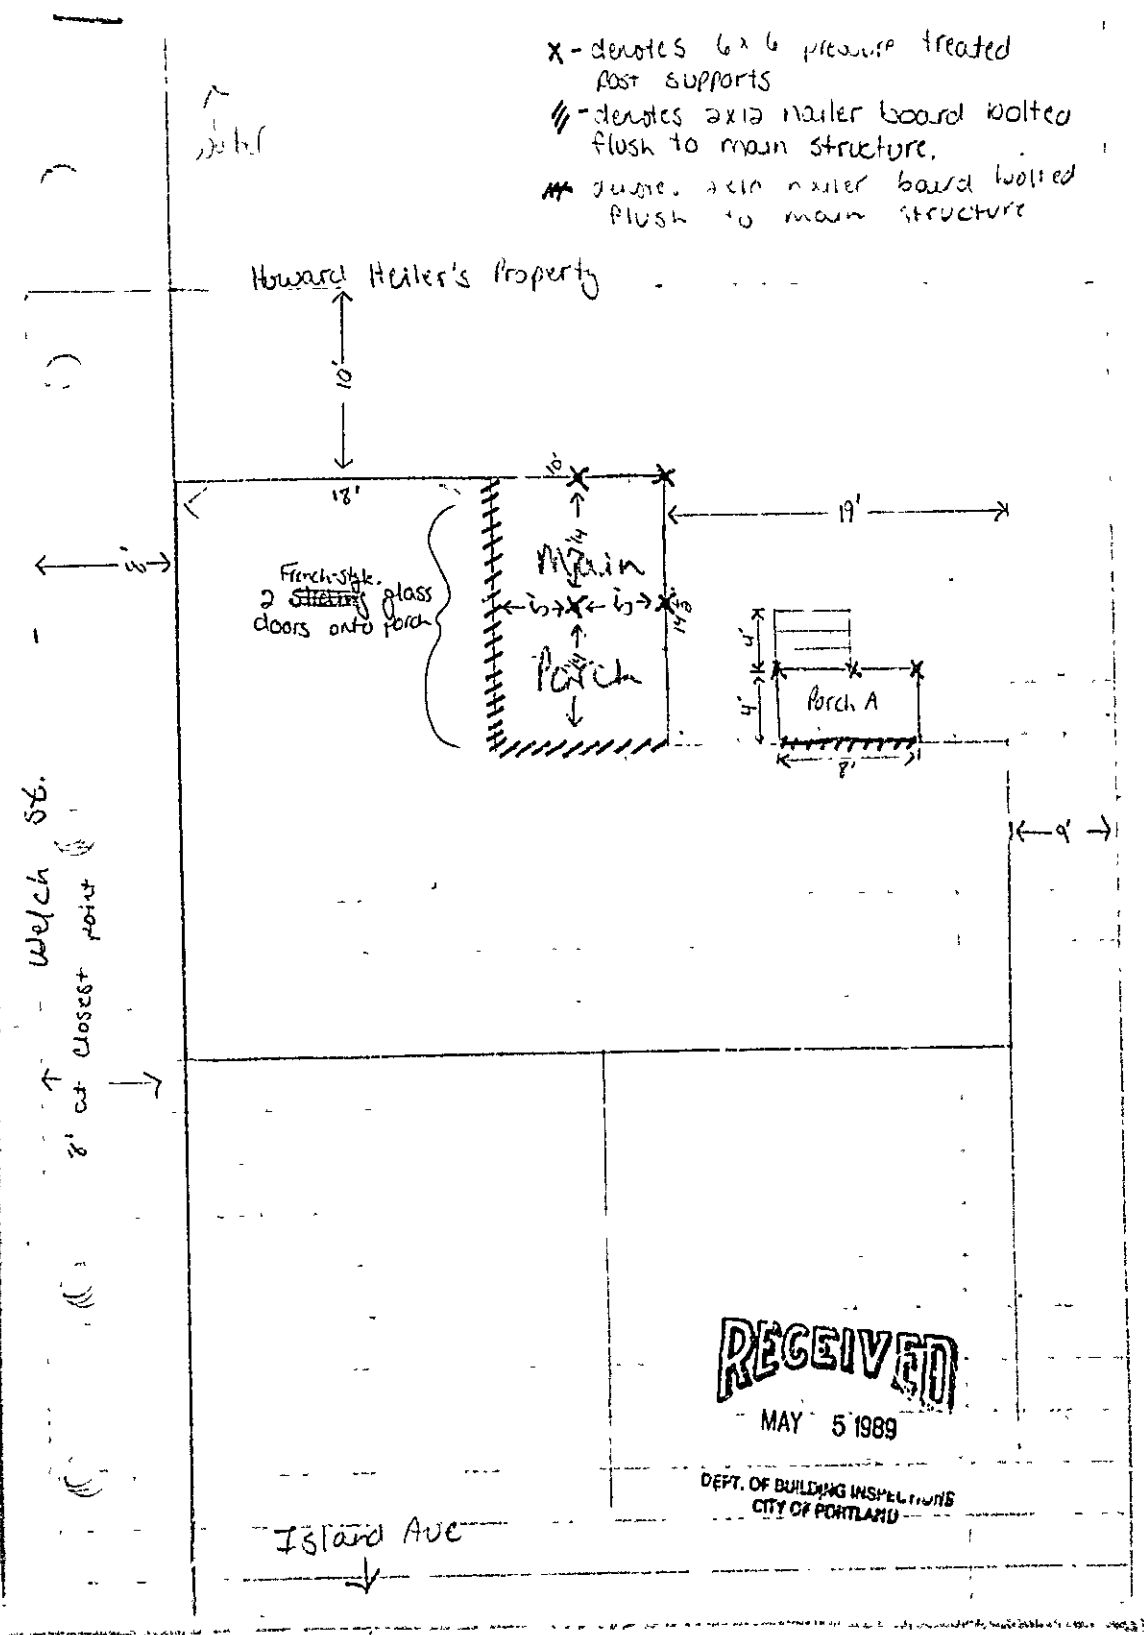 X - denotes 6x6 pressure treated
post supports
- denotes 2x12 nailer board bolted
flush to main structure.
nailer board bolted
flush to main structure
Howard Heiler's Property
10'
18'
10'
19'
French-style
2 glass
doors onto porch
Main
Porch
4'
4'
Porch A
8'
9'
Welch St.
8' at closest point
RECEIVED
MAY 5 1989
DEPT. OF BUILDING INSPECTIONS
CITY OF PORTLAND
Island Ave